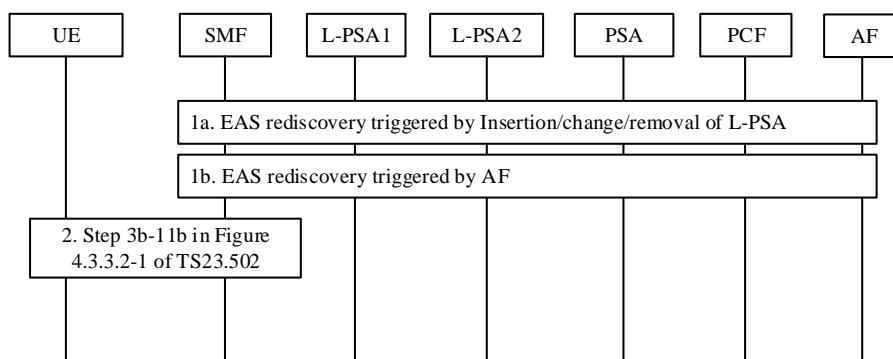 UE
SMF
L-PSA1
L-PSA2
PSA
PCF
AF
1a. EAS rediscovery triggered by Insertion/change/removal of L-PSA
1b. EAS rediscovery triggered by AF
2. Step 3b-11b in Figure
4.3.3.2-1 of TS23.502